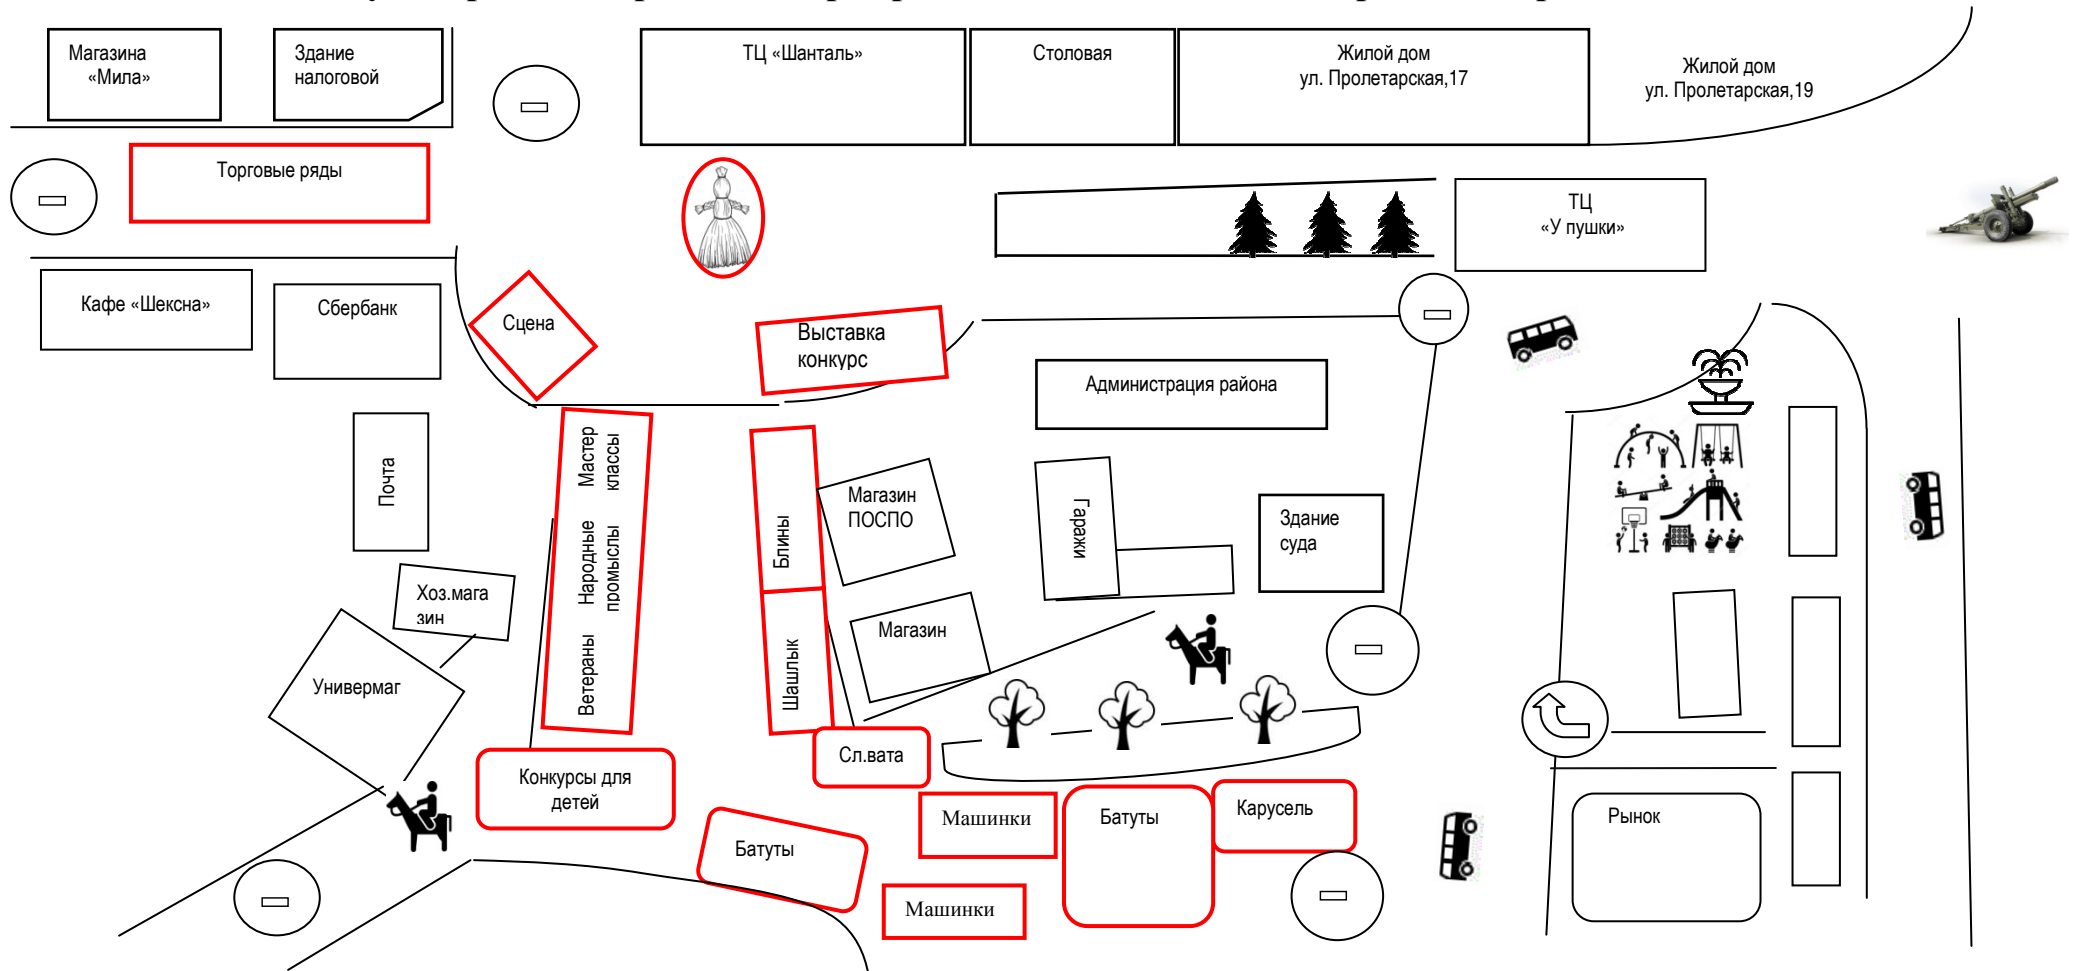 Магазина
«Мила»
Здание
налоговой
ТЦ «Шанталь»
Столовая
Жилой дом
ул. Пролетарская,17
Жилой дом
ул. Пролетарская,19
Торговые ряды
ТЦ
«У пушки»
Кафе «Шексна»
Сбербанк
Сцена
Выставка
конкурс
Администрация района
Почта
Мастер
классы
Народные
промыслы
Ветераны
Блины
Шашлык
Магазин
ПОСПО
Гаражи
Здание
суда
Хоз.мага
зин
Магазин
Универмаг
Сл.вата
Конкурсы для
детей
Батуты
Машинки
Батуты
Карусель
Рынок
Машинки